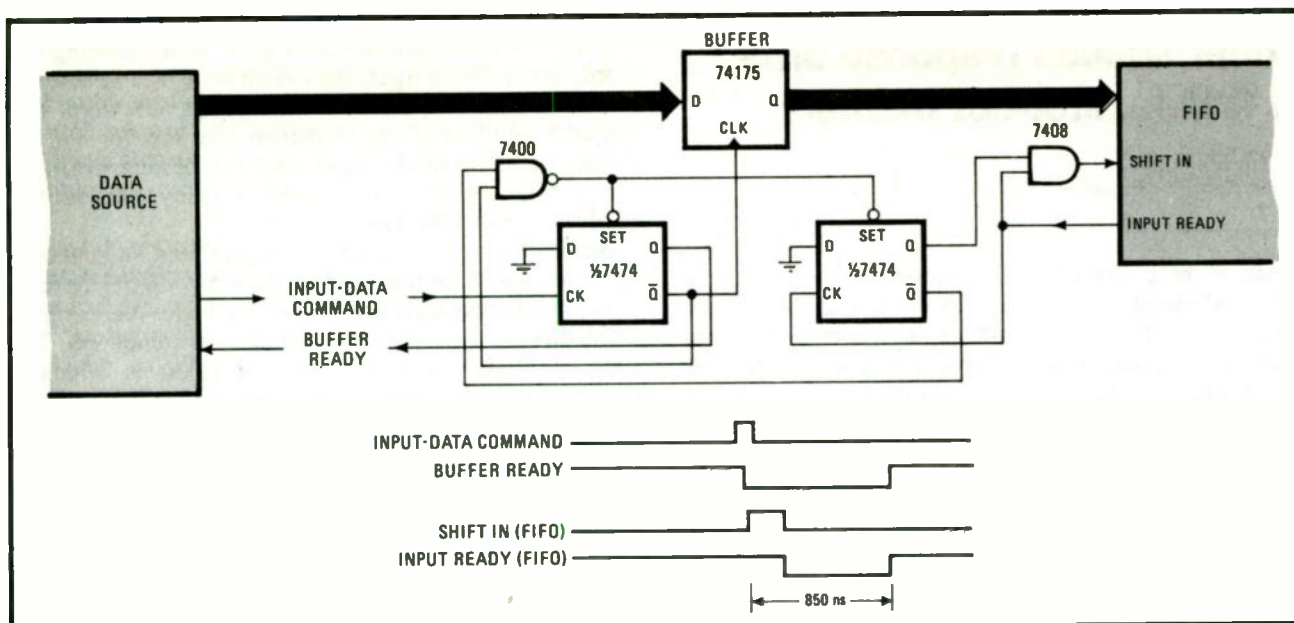 BUFFER
74175
D Q
CLK
DATA
SOURCE
FIFO
7400
7408
SHIFT IN
INPUT READY
SET
D Q
½7474
CK Q̅
SET
D Q
½7474
CK Q̅
INPUT-DATA
COMMAND
BUFFER
READY
INPUT-DATA COMMAND
BUFFER READY
SHIFT IN (FIFO)
INPUT READY (FIFO)
850 ns